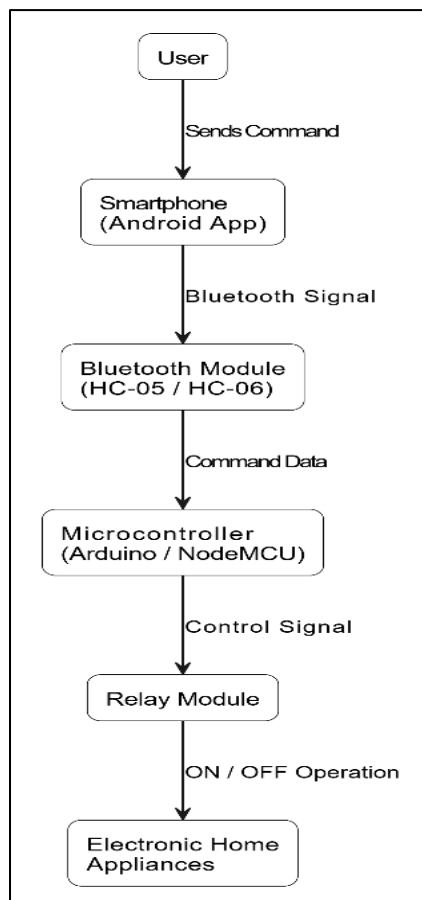 User
Sends Command
Smartphone
(Android App)
Bluetooth Signal
Bluetooth Module
(HC-05 / HC-06)
Command Data
Microcontroller
(Arduino / NodeMCU)
Control Signal
Relay Module
ON / OFF Operation
Electronic Home
Appliances